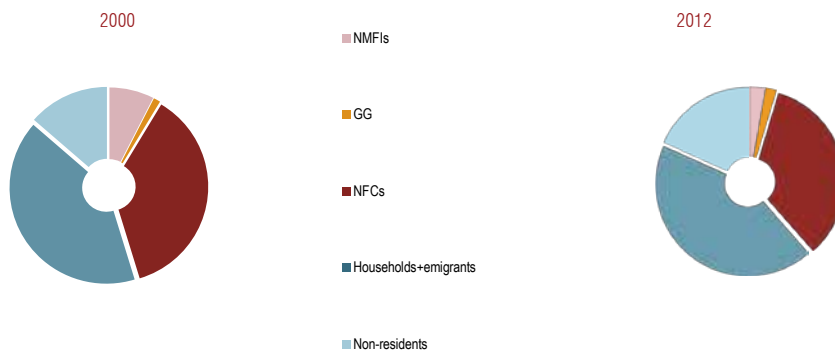 2000
2012
NMFIs
GG
NFCs
Households+emigrants
Non-residents